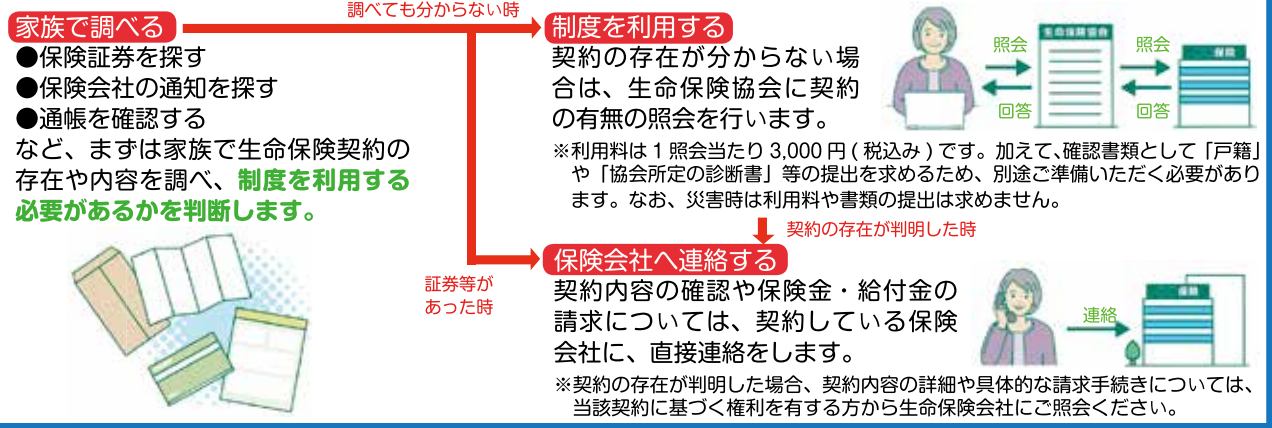 家族で調べる
●保険証券を探す
●保険会社の通知を探す
●通帳を確認する
など、まずは家族で生命保険契約の
存在や内容を調べ、制度を利用する
必要があるかを判断します。
調べても分からない時
制度を利用する
契約の存在が分からない場
合は、生命保険協会に契約
の有無の照会を行います。
照会
回答
生命保険協会
照会
回答
保険
※利用料は1照会当たり3,000円(税込み)です。加えて、確認書類として「戸籍」
や「協会所定の診断書」等の提出を求めるため、別途ご準備いただく必要があり
ます。なお、災害時は利用料や書類の提出は求めません。
契約の存在が判明した時
証券等が
あった時
保険会社へ連絡する
契約内容の確認や保険金・給付金の
請求については、契約している保険
会社に、直接連絡をします。
連絡
保険
※契約の存在が判明した場合、契約内容の詳細や具体的な請求手続きについては、
当該契約に基づく権利を有する方から生命保険会社にご照会ください。